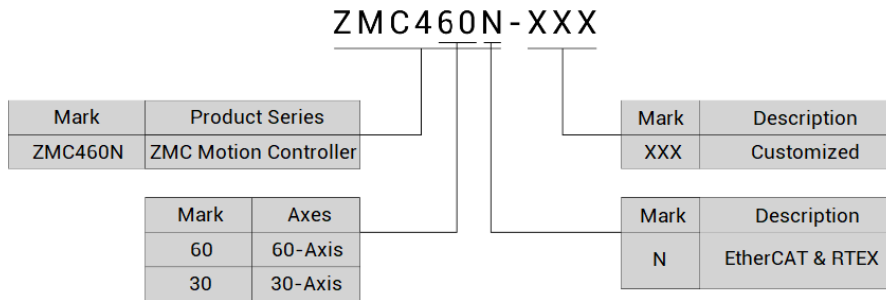 ZMC460N-XXX
Mark Product Series
ZMC460N ZMC Motion Controller
Mark Description
XXX Customized
Mark Axes
60 60-Axis
30 30-Axis
Mark Description
N EtherCAT & RTEX